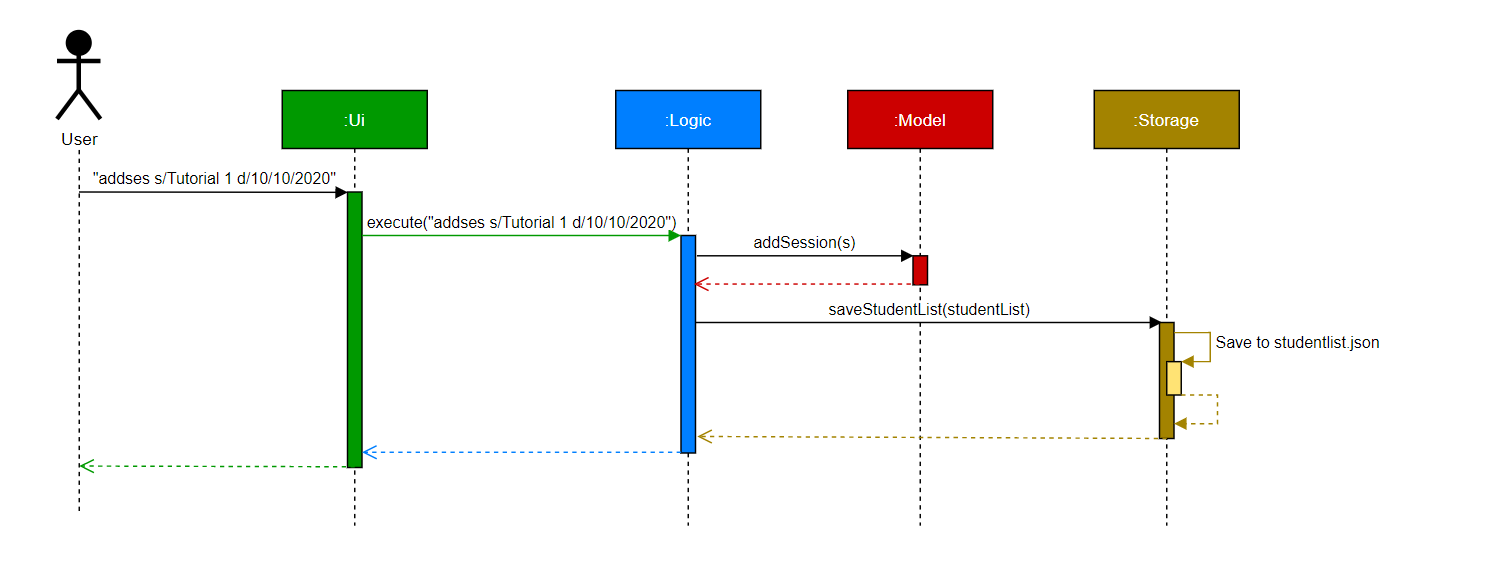 User
:Ui
:Logic
:Model
:Storage
"addses s/Tutorial 1 d/10/10/2020"
execute("addses s/Tutorial 1 d/10/10/2020")
addSession(s)
saveStudentList(studentList)
Save to studentlist.json